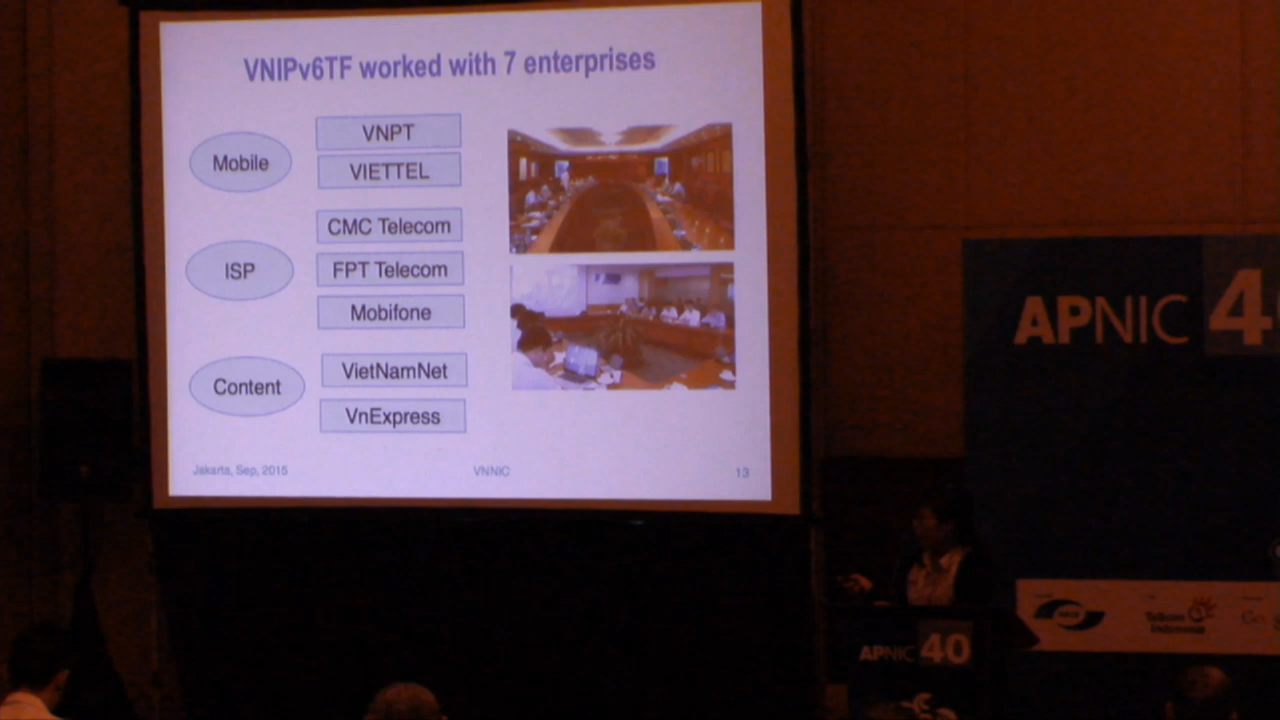 VNIPv6TF worked with 7 enterprises
Mobile
VNPT
VIETTEL
ISP
CMC Telecom
FPT Telecom
Mobifone
Content
VietNamNet
VnExpress
Jakarta, Sep, 2015
VNNIC
13
APNIC 4
Telkom
Indonesia
APNIC 40